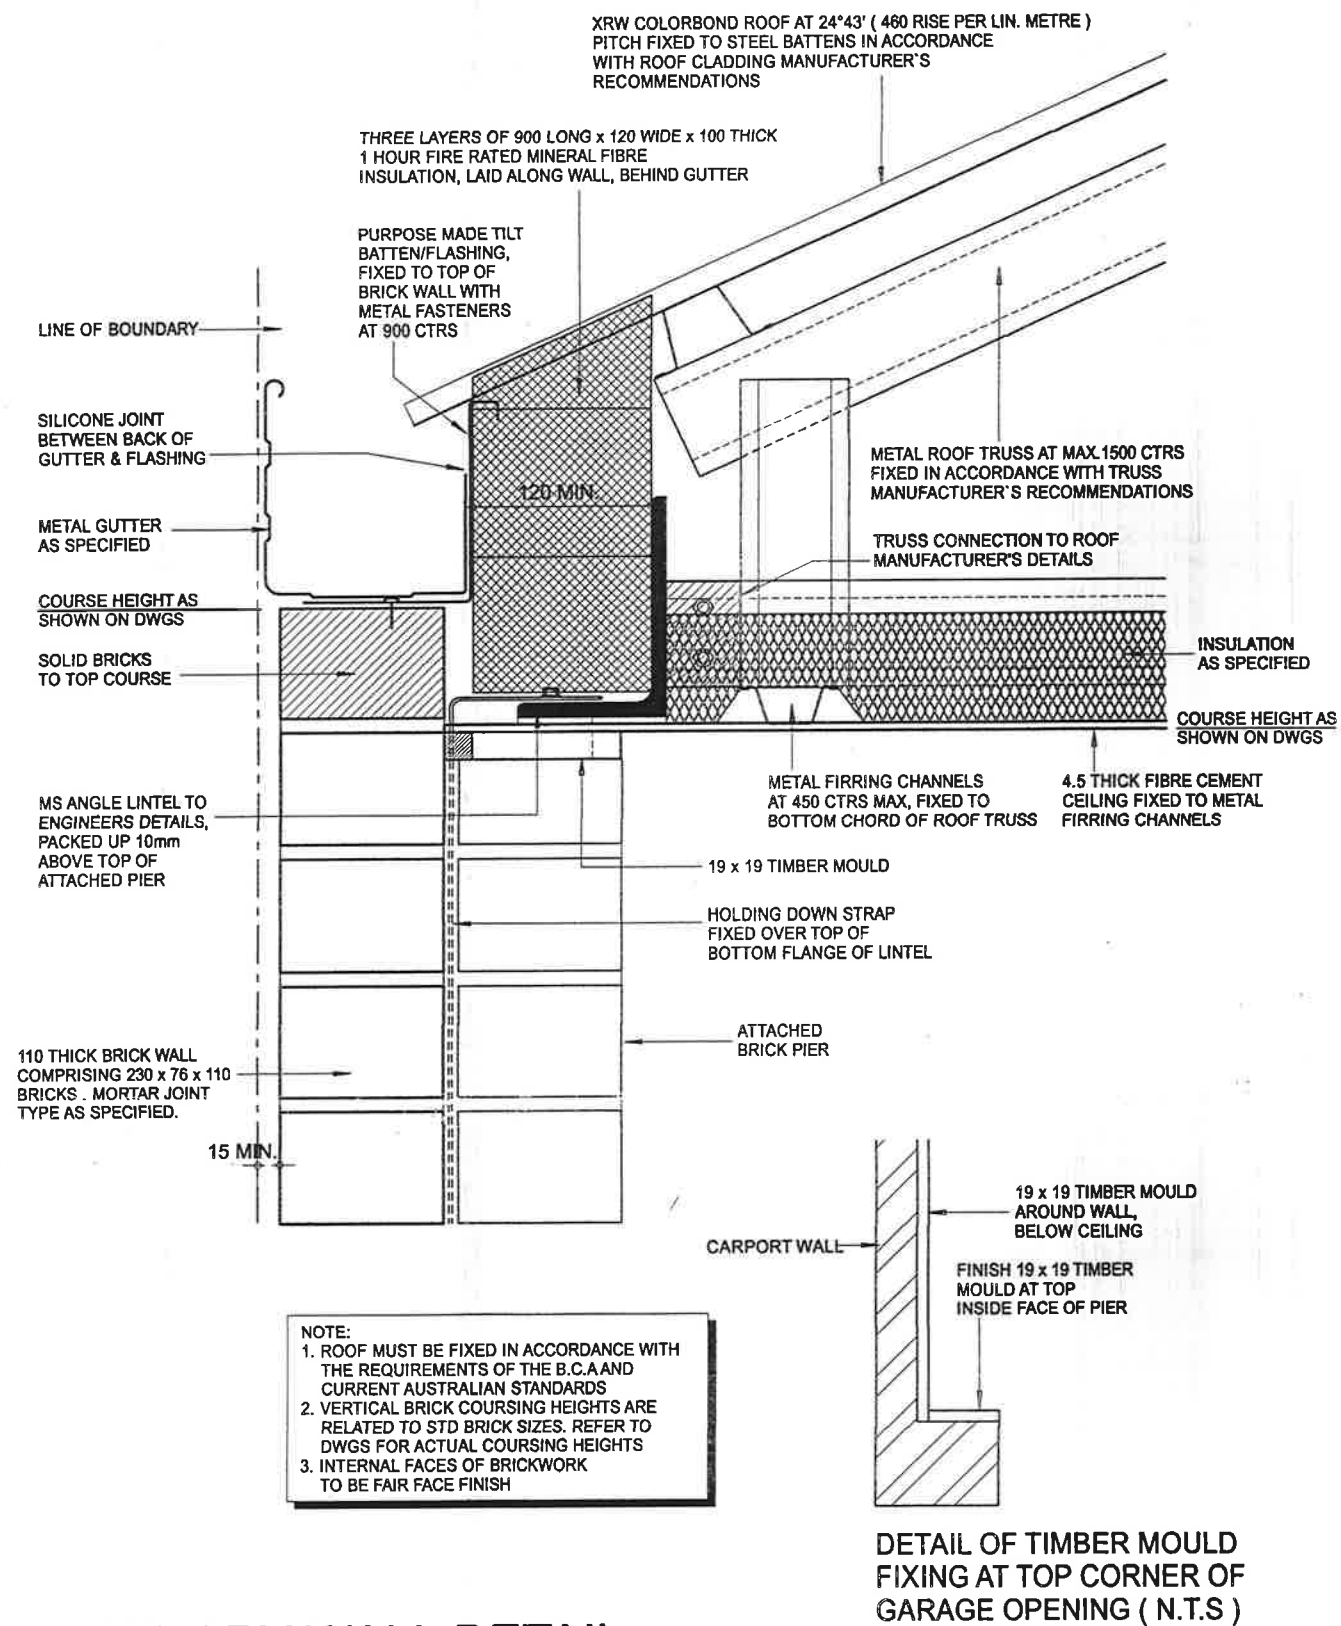 XRW COLORBOND ROOF AT 24°43' ( 460 RISE PER LIN. METRE )
PITCH FIXED TO STEEL BATTENS IN ACCORDANCE
WITH ROOF CLADDING MANUFACTURER`S
RECOMMENDATIONS
THREE LAYERS OF 900 LONG x 120 WIDE x 100 THICK
1 HOUR FIRE RATED MINERAL FIBRE
INSULATION, LAID ALONG WALL, BEHIND GUTTER
PURPOSE MADE TILT
BATTEN/FLASHING,
FIXED TO TOP OF
BRICK WALL WITH
METAL FASTENERS
AT 900 CTRS
LINE OF BOUNDARY
SILICONE JOINT
BETWEEN BACK OF
GUTTER & FLASHING
METAL GUTTER
AS SPECIFIED
COURSE HEIGHT AS
SHOWN ON DWGS
SOLID BRICKS
TO TOP COURSE
120 MIN.
METAL ROOF TRUSS AT MAX.1500 CTRS
FIXED IN ACCORDANCE WITH TRUSS
MANUFACTURER`S RECOMMENDATIONS
TRUSS CONNECTION TO ROOF
MANUFACTURER'S DETAILS
INSULATION
AS SPECIFIED
COURSE HEIGHT AS
SHOWN ON DWGS
MS ANGLE LINTEL TO
ENGINEERS DETAILS,
PACKED UP 10mm
ABOVE TOP OF
ATTACHED PIER
METAL FIRRING CHANNELS
AT 450 CTRS MAX, FIXED TO
BOTTOM CHORD OF ROOF TRUSS
4.5 THICK FIBRE CEMENT
CEILING FIXED TO METAL
FIRRING CHANNELS
19 x 19 TIMBER MOULD
HOLDING DOWN STRAP
FIXED OVER TOP OF
BOTTOM FLANGE OF LINTEL
ATTACHED
BRICK PIER
110 THICK BRICK WALL
COMPRISING 230 x 76 x 110
BRICKS . MORTAR JOINT
TYPE AS SPECIFIED.
15 MIN.
19 x 19 TIMBER MOULD
AROUND WALL,
BELOW CEILING
CARPORT WALL
FINISH 19 x 19 TIMBER
MOULD AT TOP
INSIDE FACE OF PIER
NOTE:
1. ROOF MUST BE FIXED IN ACCORDANCE WITH
THE REQUIREMENTS OF THE B.C.A AND
CURRENT AUSTRALIAN STANDARDS
2. VERTICAL BRICK COURSING HEIGHTS ARE
RELATED TO STD BRICK SIZES. REFER TO
DWGS FOR ACTUAL COURSING HEIGHTS
3. INTERNAL FACES OF BRICKWORK
TO BE FAIR FACE FINISH
DETAIL OF TIMBER MOULD
FIXING AT TOP CORNER OF
GARAGE OPENING ( N.T.S )